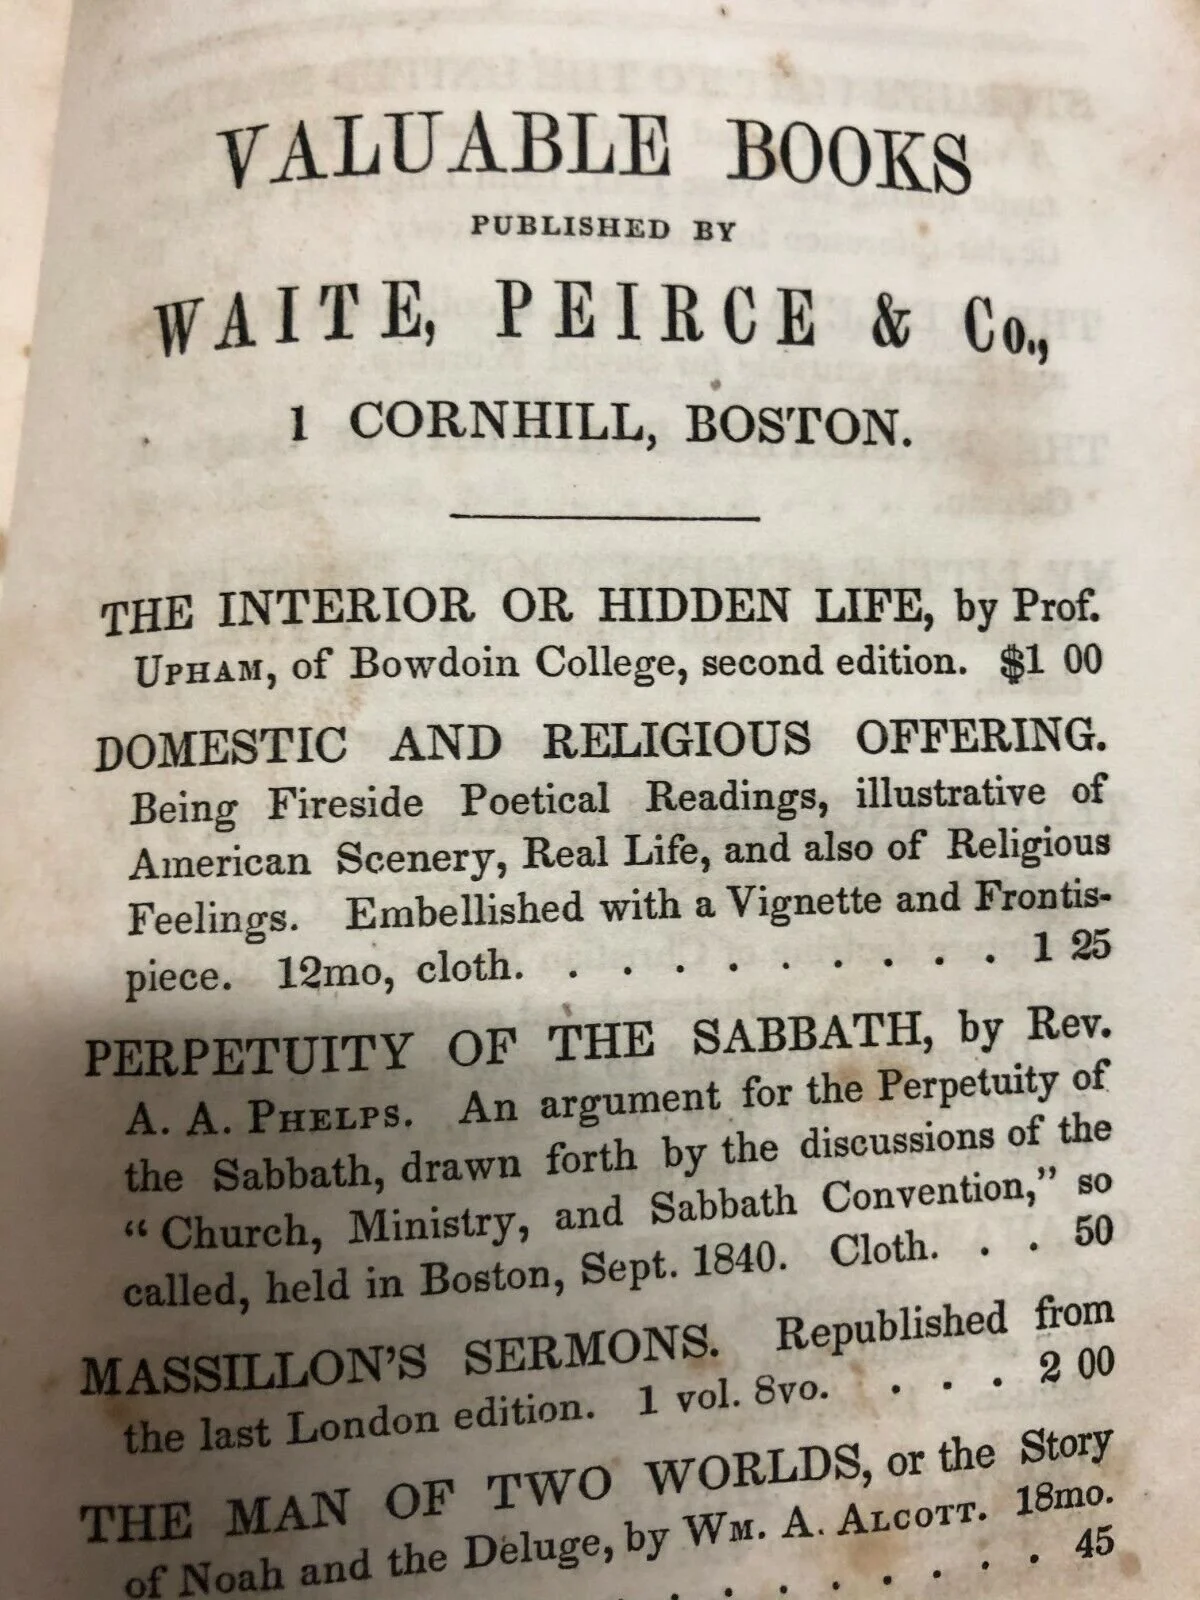 VALUABLE BOOKS
PUBLISHED BY
WAITE, PEIRCE & Co.,
1 CORNHILL, BOSTON.
THE INTERIOR OR HIDDEN LIFE, by Prof.
UPHAM, of Bowdoin College, second edition. $1 00
DOMESTIC AND RELIGIOUS OFFERING.
Being Fireside Poetical Readings, illustrative of
American Scenery, Real Life, and also of Religious
Feelings. Embellished with a Vignette and Frontis-
piece. 12mo, cloth. . . . . . . . . . 1 25
PERPETUITY OF THE SABBATH, by Rev.
A. A. PHELPS. An argument for the Perpetuity of
the Sabbath, drawn forth by the discussions of the
“Church, Ministry, and Sabbath Convention,” so
called, held in Boston, Sept. 1840. Cloth. . . 50
MASSILLON'S SERMONS. Republished from
the last London edition. 1 vol. 8vo. . . . 2 00
THE MAN OF TWO WORLDS, or the Story
of Noah and the Deluge, by WM. A. ALCOTT. 18mo.
. . . . . . . 45